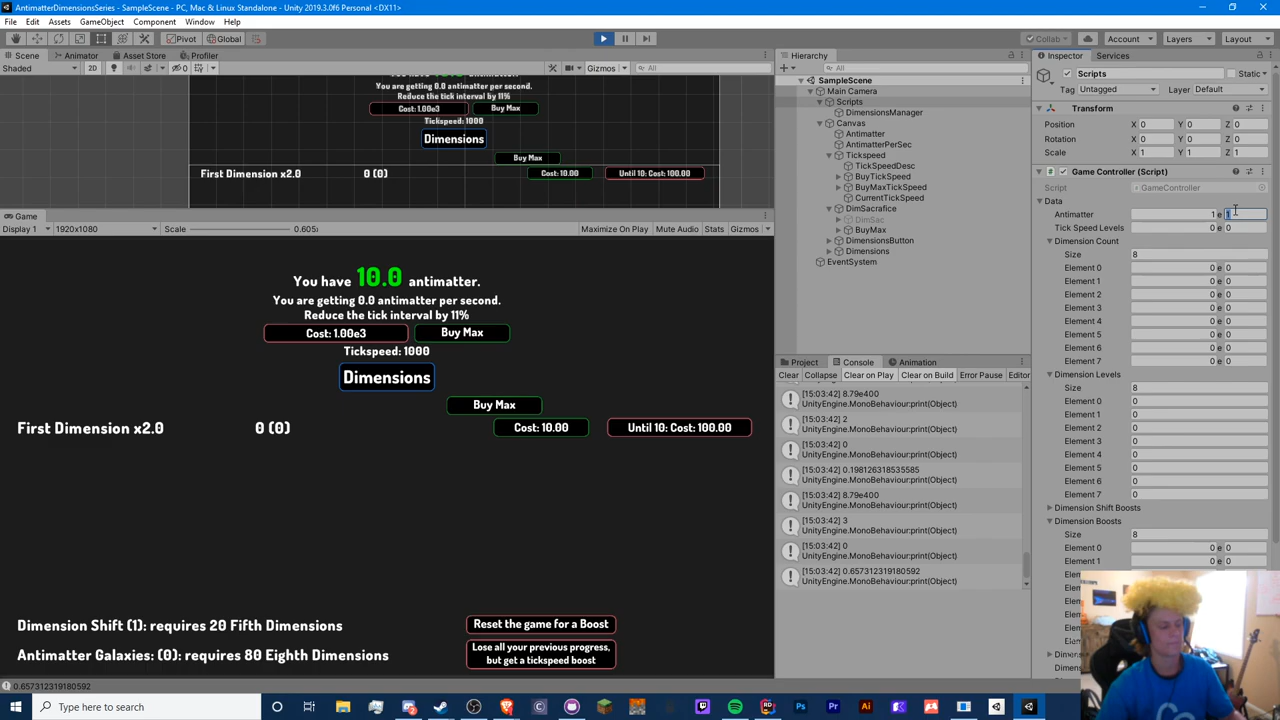 AntimatterDimensionsSeries - SampleScene - PC, Mac & Linux Standalone - Unity 2019.3.0f6 Personal <DX11>
File Edit Assets GameObject Component Window Help
Pivot Global Collab Account Layers Layout
Scene Animator Asset Store Profiler
Shaded 2D 0 Gizmos All
You are getting 0.0 antimatter per second.
Reduce the tick interval by 11%
Cost: 1.00e3 Buy Max
Tickspeed: 1000
Dimensions
Buy Max
First Dimension x2.0 0 (0) Cost: 10.00 Until 10: Cost: 100.00
Game
Display 1 1920x1080 Scale 0.605x Maximize On Play Mute Audio Stats Gizmos
You have 10.0 antimatter.
You are getting 0.0 antimatter per second.
Reduce the tick interval by 11%
Cost: 1.00e3 Buy Max
Tickspeed: 1000
Dimensions
Buy Max
First Dimension x2.0 0 (0) Cost: 10.00 Until 10: Cost: 100.00
Dimension Shift (1): requires 20 Fifth Dimensions Reset the game for a Boost
Antimatter Galaxies: (0): requires 80 Eighth Dimensions Lose all your previous progress,
but get a tickspeed boost
0.657312319180592
Hierarchy
All
SampleScene
Main Camera
Scripts
DimensionsManager
Canvas
Antimatter
AntimatterPerSec
Tickspeed
TickSpeedDesc
BuyTickSpeed
BuyMaxTickSpeed
CurrentTickSpeed
DimSacrafice
DimSac
BuyMax
DimensionsButton
Dimensions
EventSystem
Project Console Animation
Clear Collapse Clear on Play Clear on Build Error Pause Editor
[15:03:42] 8.79e400
UnityEngine.MonoBehaviour:print(Object)
[15:03:42] 2
UnityEngine.MonoBehaviour:print(Object)
[15:03:42] 0
UnityEngine.MonoBehaviour:print(Object)
[15:03:42] 0.198126318535585
UnityEngine.MonoBehaviour:print(Object)
[15:03:42] 8.79e400
UnityEngine.MonoBehaviour:print(Object)
[15:03:42] 3
UnityEngine.MonoBehaviour:print(Object)
[15:03:42] 0
UnityEngine.MonoBehaviour:print(Object)
[15:03:42] 0.657312319180592
UnityEngine.MonoBehaviour:print(Object)
Inspector Services
Scripts Static
Tag Untagged Layer Default
Transform
Position X 0 Y 0 Z 0
Rotation X 0 Y 0 Z 0
Scale X 1 Y 1 Z 1
Game Controller (Script)
Script GameController
Data
Antimatter 1 e 1
Tick Speed Levels 0 e 0
Dimension Count
Size 8
Element 0 0 e 0
Element 1 0 e 0
Element 2 0 e 0
Element 3 0 e 0
Element 4 0 e 0
Element 5 0 e 0
Element 6 0 e 0
Element 7 0 e 0
Dimension Levels
Size 8
Element 0 0
Element 1 0
Element 2 0
Element 3 0
Element 4 0
Element 5 0
Element 6 0
Element 7 0
Dimension Shift Boosts
Dimension Boosts
Size 8
Element 0 0 e 0
Element 1 0 e 0
Type here to search